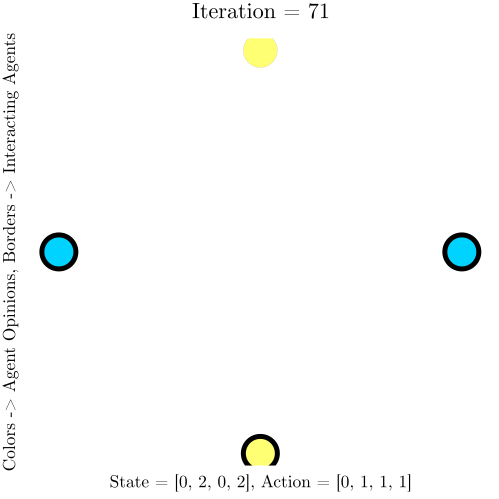 Iteration = 71
Colors -> Agent Opinions, Borders -> Interacting Agents
State = [0, 2, 0, 2], Action = [0, 1, 1, 1]